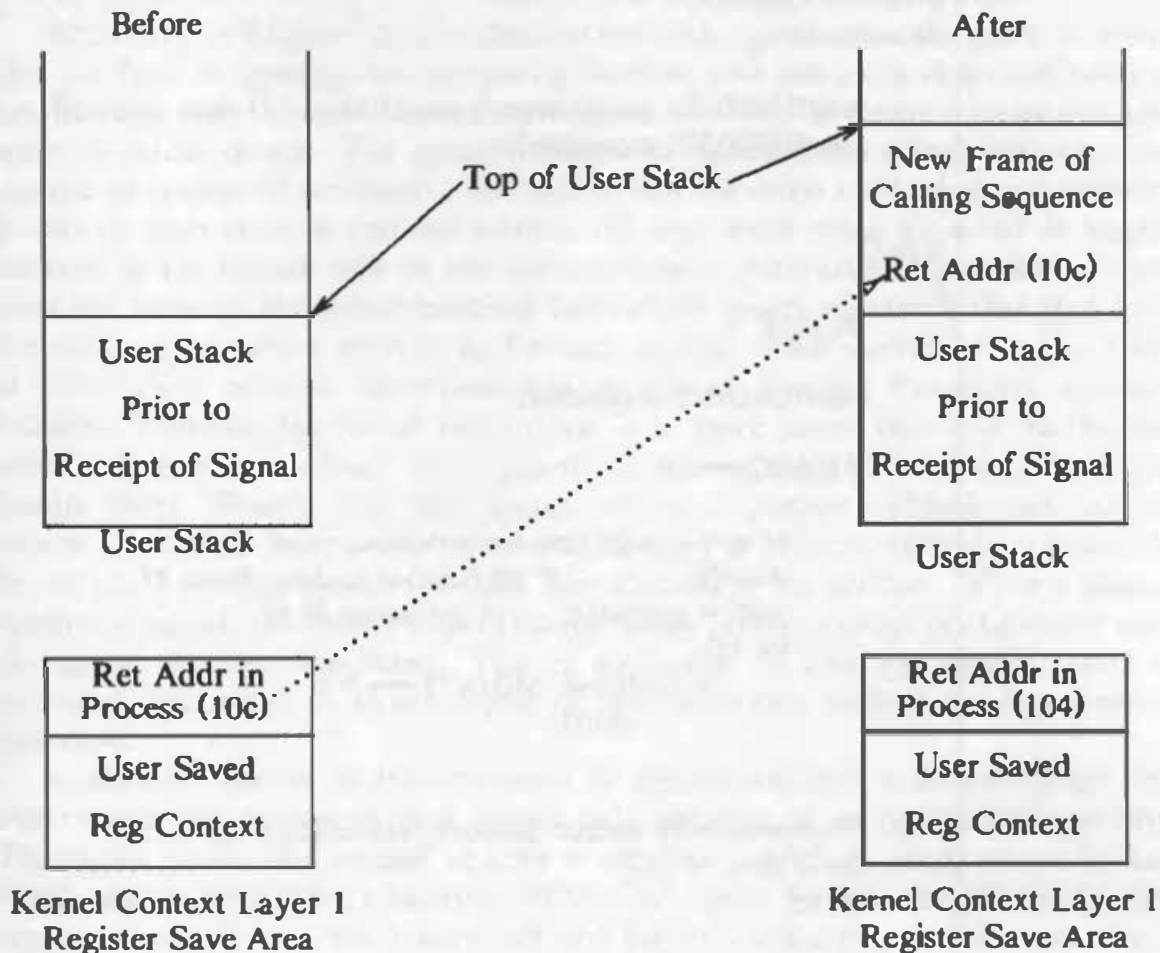 Before
After
Top of User Stack
New Frame of
Calling Sequence
Ret Addr (10c)
User Stack
Prior to
Receipt of Signal
User Stack
User Stack
Prior to
Receipt of Signal
User Stack
Ret Addr in
Process (10c)
User Saved
Reg Context
Kernel Context Layer 1
Register Save Area
Ret Addr in
Process (104)
User Saved
Reg Context
Kernel Context Layer 1
Register Save Area